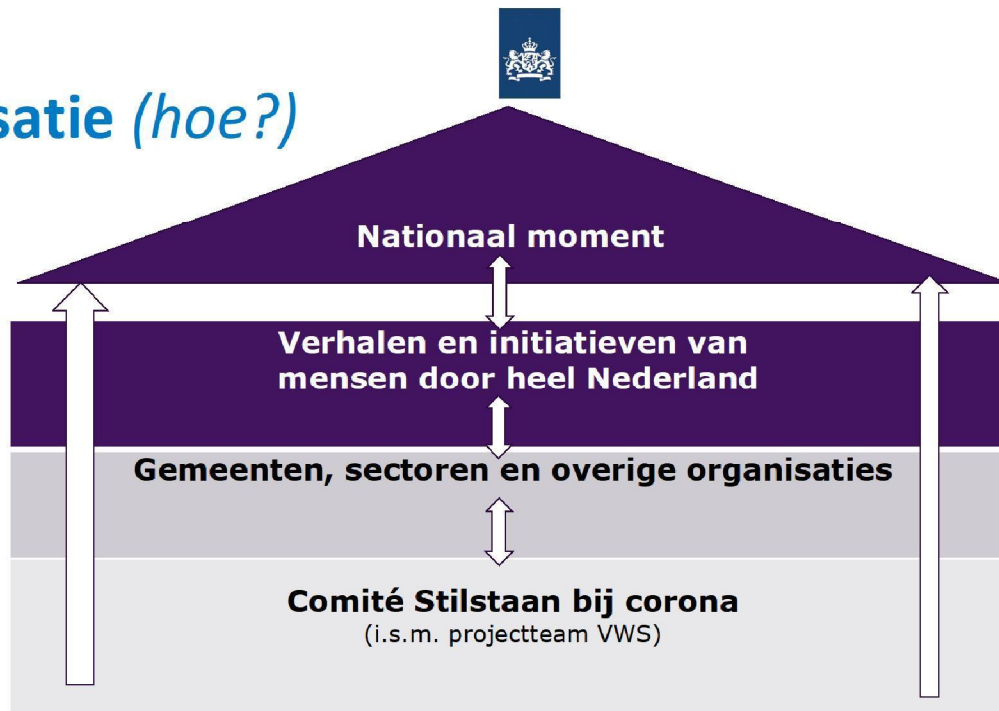 satie (hoe?)
Nationaal moment
Verhalen en initiatieven van
mensen door heel Nederland
Gemeenten, sectoren en overige organisaties
Comité Stilstaan bij corona
(i.s.m. projectteam VWS)